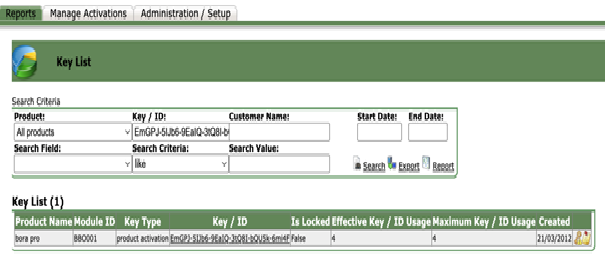 Reports Manage Activations Administration / Setup
Key List
Search Criteria
Product: Key / ID: Customer Name: Start Date: End Date:
All products EmGPJ-5IJb6-9EaIQ-3tQ8I-b
Search Field: Search Criteria: Search Value:
like Search Export Report
Key List (1)
Product Name Module ID Key Type Key / ID Is Locked Effective Key / ID Usage Maximum Key / ID Usage Created
bora pro BBO001 product activation EmGPJ-5IJb6-9EaIQ-3tQ8I-bQU5k-6mi4F False 4 4 21/03/2012